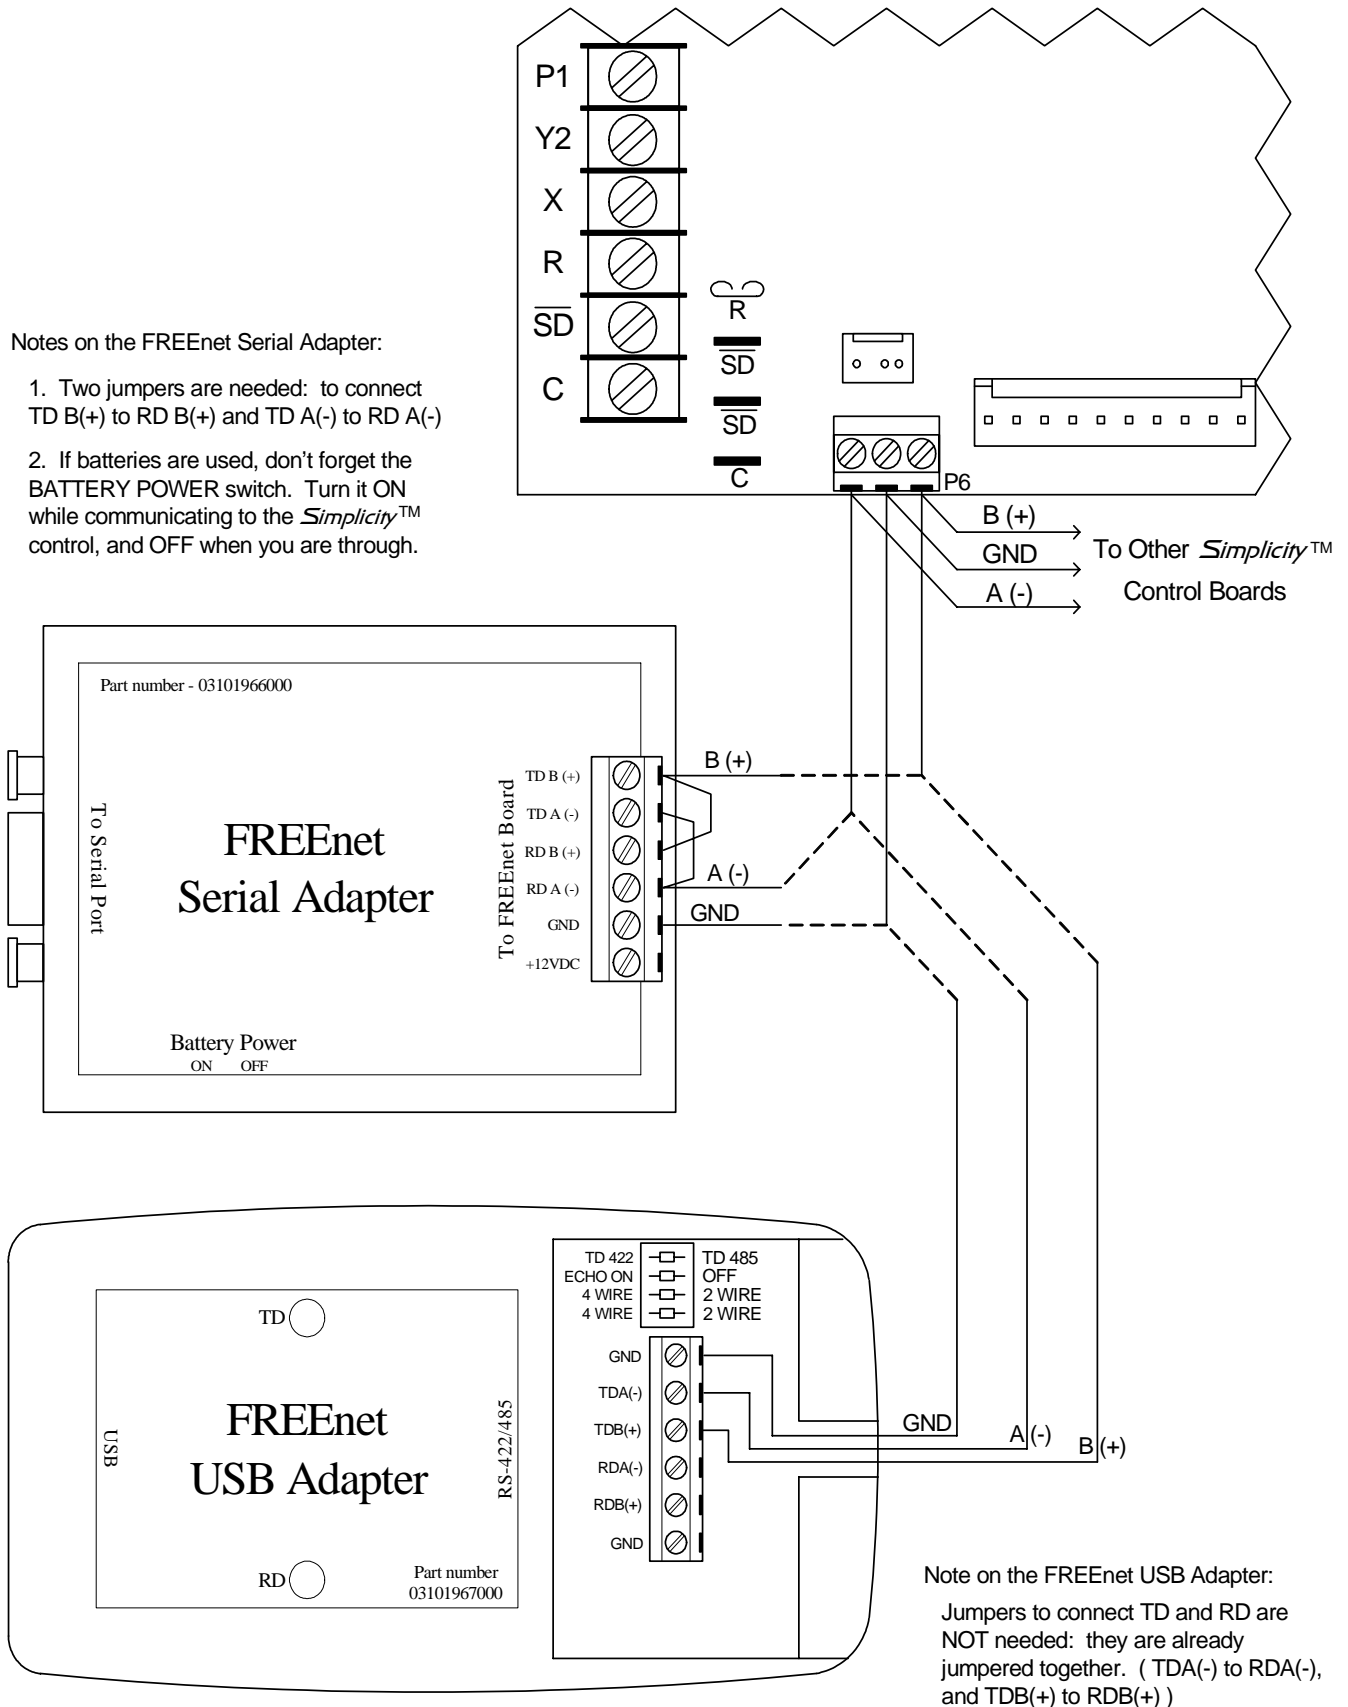 P1
Y2
X
R
SD
C
R
SD
SD
C
P6
B (+)
GND
A (-)
To Other Simplicity™
Control Boards
Notes on the FREEnet Serial Adapter:
1. Two jumpers are needed: to connect
TD B(+) to RD B(+) and TD A(-) to RD A(-)
2. If batteries are used, don't forget the
BATTERY POWER switch. Turn it ON
while communicating to the Simplicity™
control, and OFF when you are through.
Part number - 03101966000
To Serial Port
FREEnet
Serial Adapter
To FREEnet Board
TD B (+)
TD A (-)
RD B (+)
RD A (-)
GND
+12VDC
Battery Power
ON OFF
B (+)
A (-)
GND
TD 422 TD 485
ECHO ON OFF
4 WIRE 2 WIRE
4 WIRE 2 WIRE
GND
TDA(-)
TDB(+)
RDA(-)
RDB(+)
GND
TD
USB
FREEnet
USB Adapter
RS-422/485
RD
Part number
03101967000
GND
A (-)
B (+)
Note on the FREEnet USB Adapter:
Jumpers to connect TD and RD are
NOT needed: they are already
jumpered together. ( TDA(-) to RDA(-),
and TDB(+) to RDB(+) )